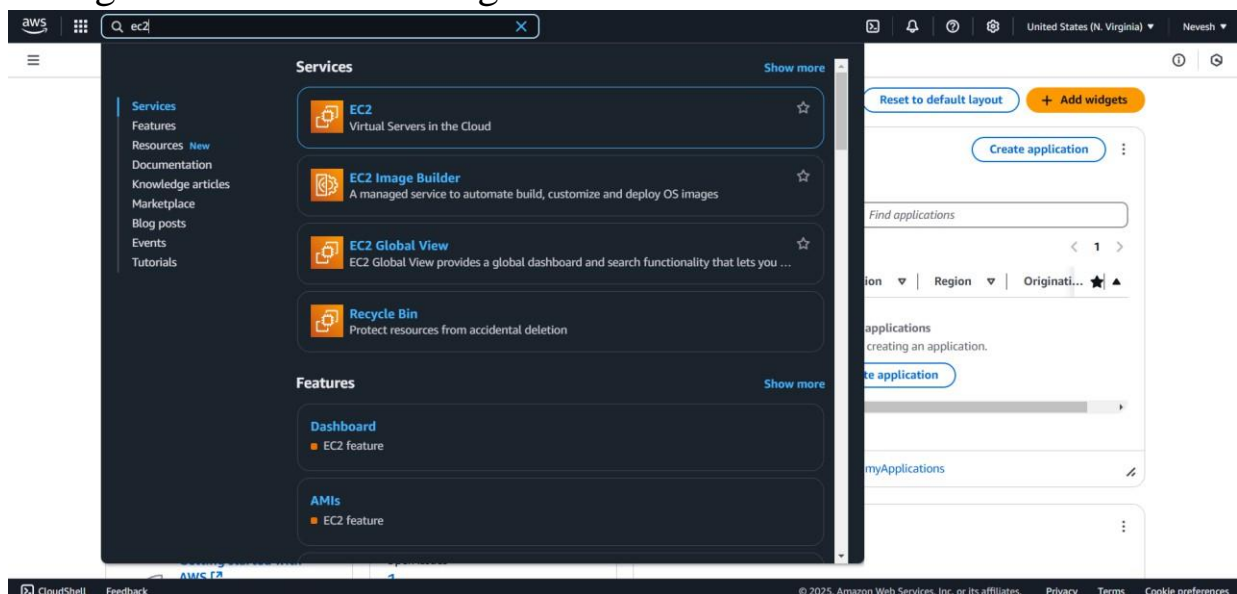 aws
ec2
United States (N. Virginia)
Nevesh
Services
Show more
Services
Features
Resources New
Documentation
Knowledge articles
Marketplace
Blog posts
Events
Tutorials
EC2
Virtual Servers in the Cloud
EC2 Image Builder
A managed service to automate build, customize and deploy OS images
EC2 Global View
EC2 Global View provides a global dashboard and search functionality that lets you ...
Recycle Bin
Protect resources from accidental deletion
Features
Show more
Dashboard
EC2 feature
AMIs
EC2 feature
Reset to default layout
+ Add widgets
Create application
Find applications
1
ion
Region
Originati...
applications
creating an application.
te application
myApplications
AWS
CloudShell
Feedback
© 2025, Amazon Web Services, Inc. or its affiliates.
Privacy
Terms
Cookie preferences